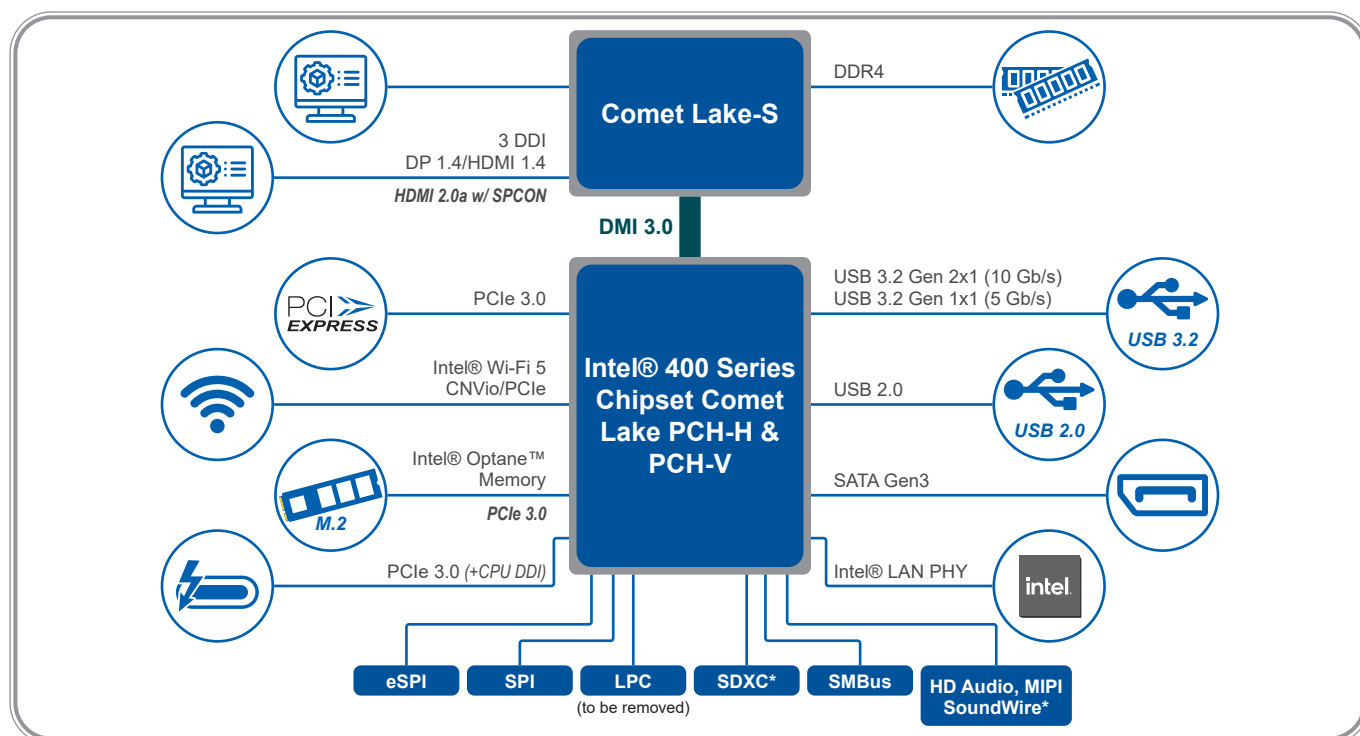 Comet Lake-S
DDR4
3 DDI
DP 1.4/HDMI 1.4
HDMI 2.0a w/ SPCON
DMI 3.0
PCI
EXPRESS
PCIe 3.0
Intel® Wi-Fi 5
CNVio/PCIe
Intel® Optane™
Memory
PCIe 3.0
M.2
PCIe 3.0 (+CPU DDI)
Intel® 400 Series
Chipset Comet
Lake PCH-H &
PCH-V
USB 3.2 Gen 2x1 (10 Gb/s)
USB 3.2 Gen 1x1 (5 Gb/s)
USB 3.2
USB 2.0
USB 2.0
SATA Gen3
Intel® LAN PHY
intel.
eSPI
SPI
LPC
(to be removed)
SDXC*
SMBus
HD Audio, MIPI
SoundWire*